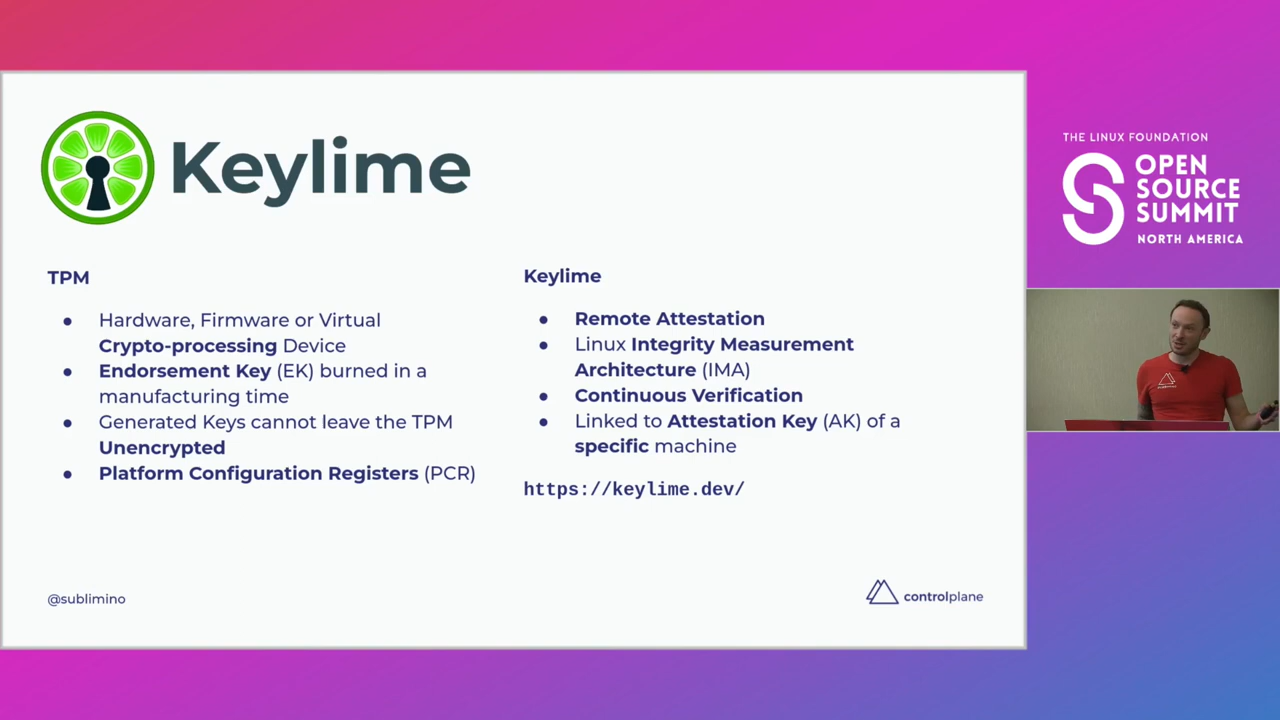 Keylime
TPM
● Hardware, Firmware or Virtual
Crypto-processing Device
● Endorsement Key (EK) burned in a
manufacturing time
● Generated Keys cannot leave the TPM
Unencrypted
● Platform Configuration Registers (PCR)
Keylime
● Remote Attestation
● Linux Integrity Measurement
Architecture (IMA)
● Continuous Verification
● Linked to Attestation Key (AK) of a
specific machine
https://keylime.dev/
@sublimino
controlplane
THE LINUX FOUNDATION
OPEN
SOURCE
SUMMIT
NORTH AMERICA